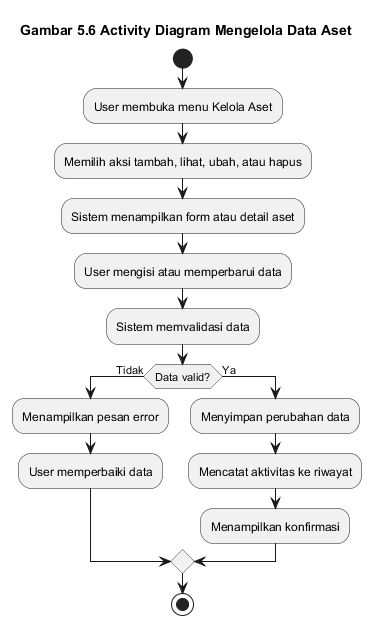 Gambar 5.6 Activity Diagram Mengelola Data Aset
User membuka menu Kelola Aset
Memilih aksi tambah, lihat, ubah, atau hapus
Sistem menampilkan form atau detail aset
User mengisi atau memperbarui data
Sistem memvalidasi data
Tidak
Data valid?
Ya
Menampilkan pesan error
User memperbaiki data
Menyimpan perubahan data
Mencatat aktivitas ke riwayat
Menampilkan konfirmasi